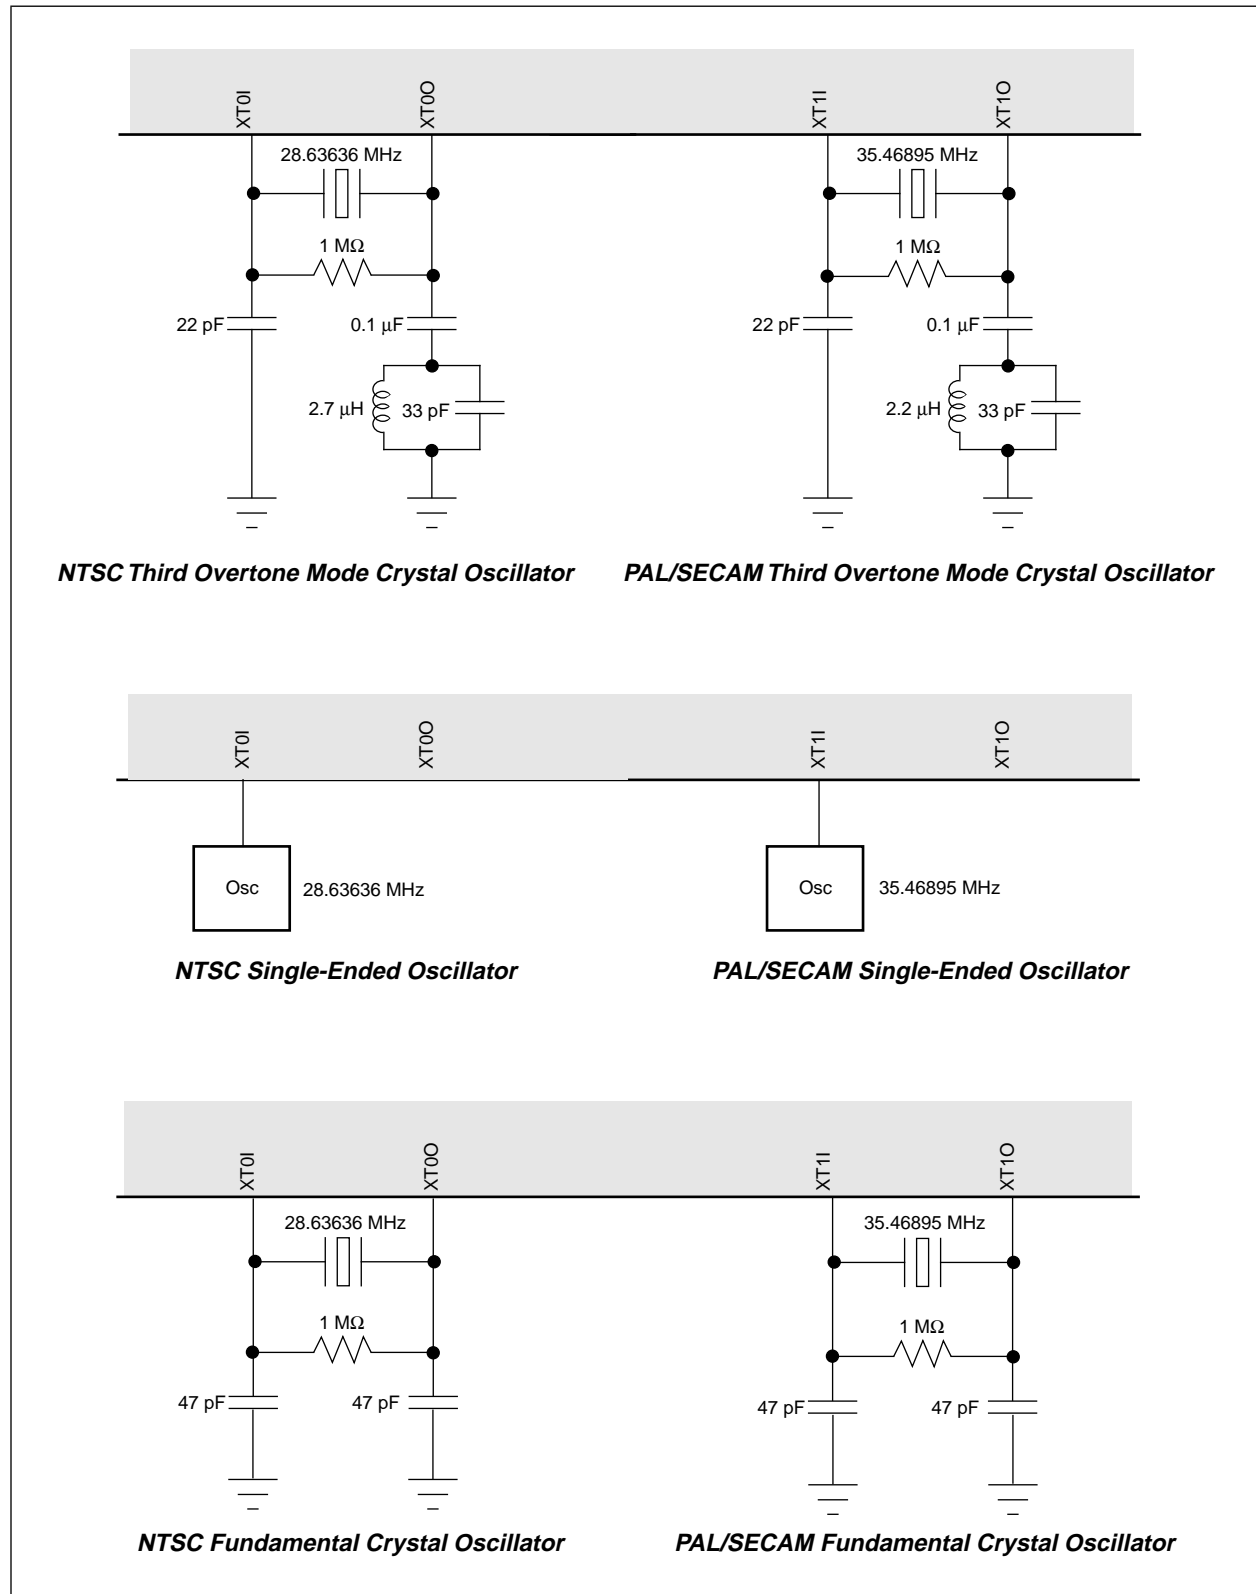 XT0I
XT0O
XT1I
XT1O
28.63636 MHz
35.46895 MHz
1 MΩ
1 MΩ
22 pF
0.1 μF
22 pF
0.1 μF
2.7 μH
33 pF
2.2 μH
33 pF
NTSC Third Overtone Mode Crystal Oscillator
PAL/SECAM Third Overtone Mode Crystal Oscillator
XT0I
XT0O
XT1I
XT1O
Osc
28.63636 MHz
Osc
35.46895 MHz
NTSC Single-Ended Oscillator
PAL/SECAM Single-Ended Oscillator
XT0I
XT0O
XT1I
XT1O
28.63636 MHz
35.46895 MHz
1 MΩ
1 MΩ
47 pF
47 pF
47 pF
47 pF
NTSC Fundamental Crystal Oscillator
PAL/SECAM Fundamental Crystal Oscillator